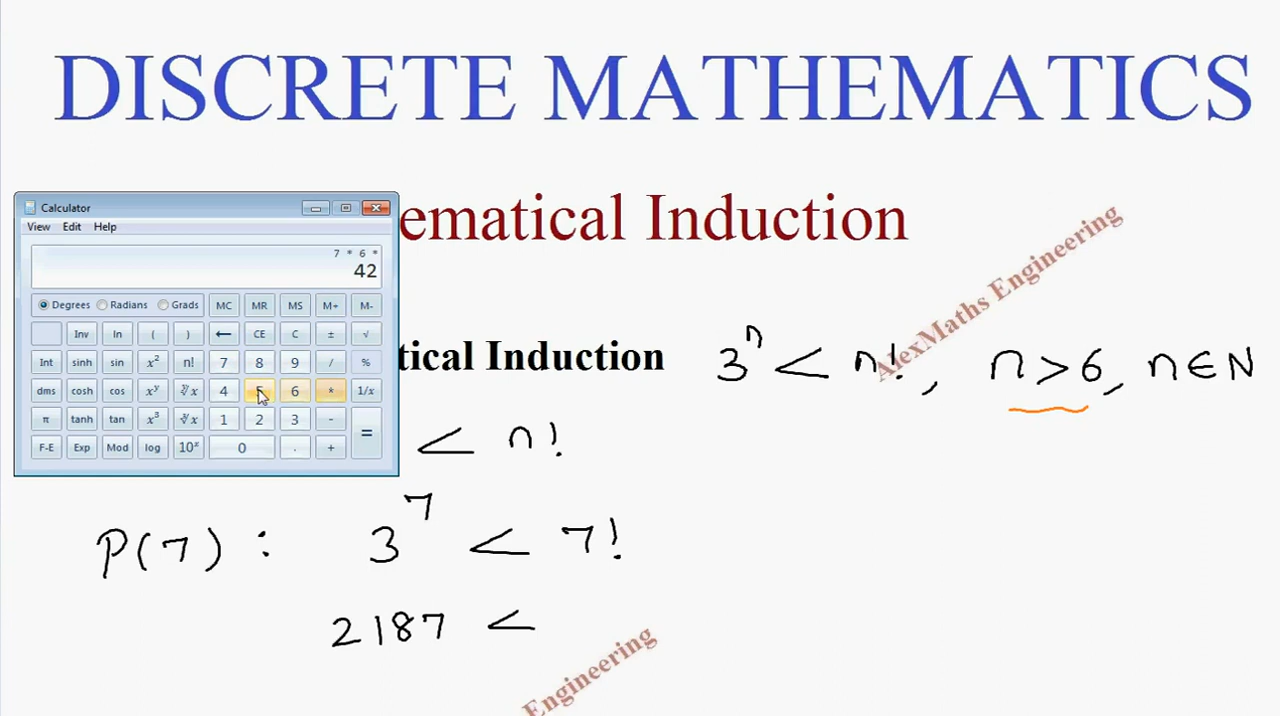 DISCRETE MATHEMATICS
ematical Induction
Calculator
View Edit Help
7 * 6 *
42
Degrees Radians Grads MC MR MS M+ M-
Inv ln ( ) ← CE C ± √
Int sinh sin x² n! 7 8 9 / %
dms cosh cos xʸ ʸ√x 4 5 6 * 1/x
π tanh tan x³ ³√x 1 2 3 - =
F-E Exp Mod log 10ˣ 0 . +
tical Induction 3ⁿ < n! , n > 6, n ∈ N
< n!
P(7) : 3⁷ < 7!
2187 <
AlexMaths Engineering
Engineering